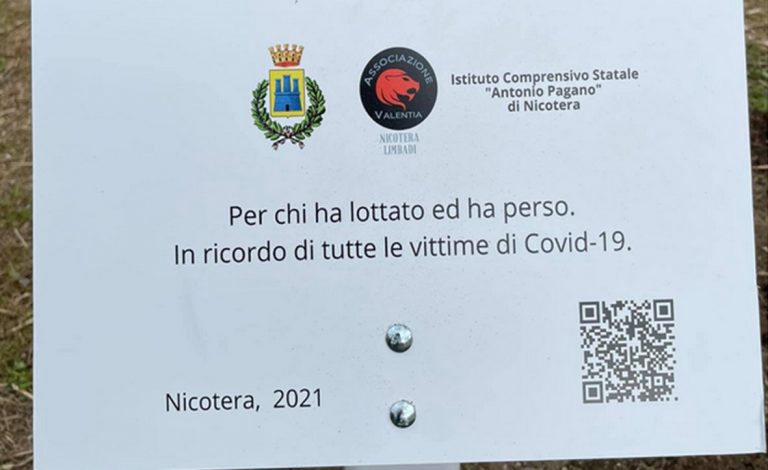 ASSOCIAZIONE
VALENTIA
NICOTERA
LIMBADI
Istituto Comprensivo Statale
"Antonio Pagano"
di Nicotera
Per chi ha lottato ed ha perso.
In ricordo di tutte le vittime di Covid-19.
Nicotera, 2021